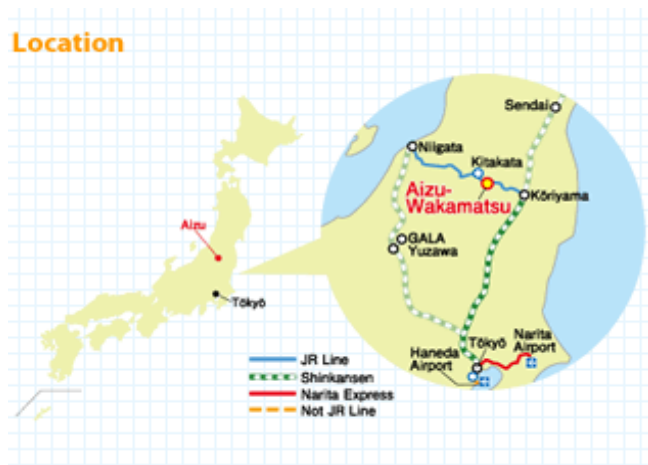 Location
Aizu
Tōkyō
Sendai
Niigata
Kitakata
Aizu-
Wakamatsu
Kōriyama
GALA
Yuzawa
Tōkyō
Narita
Airport
Haneda
Airport
JR Line
Shinkansen
Narita Express
Not JR Line